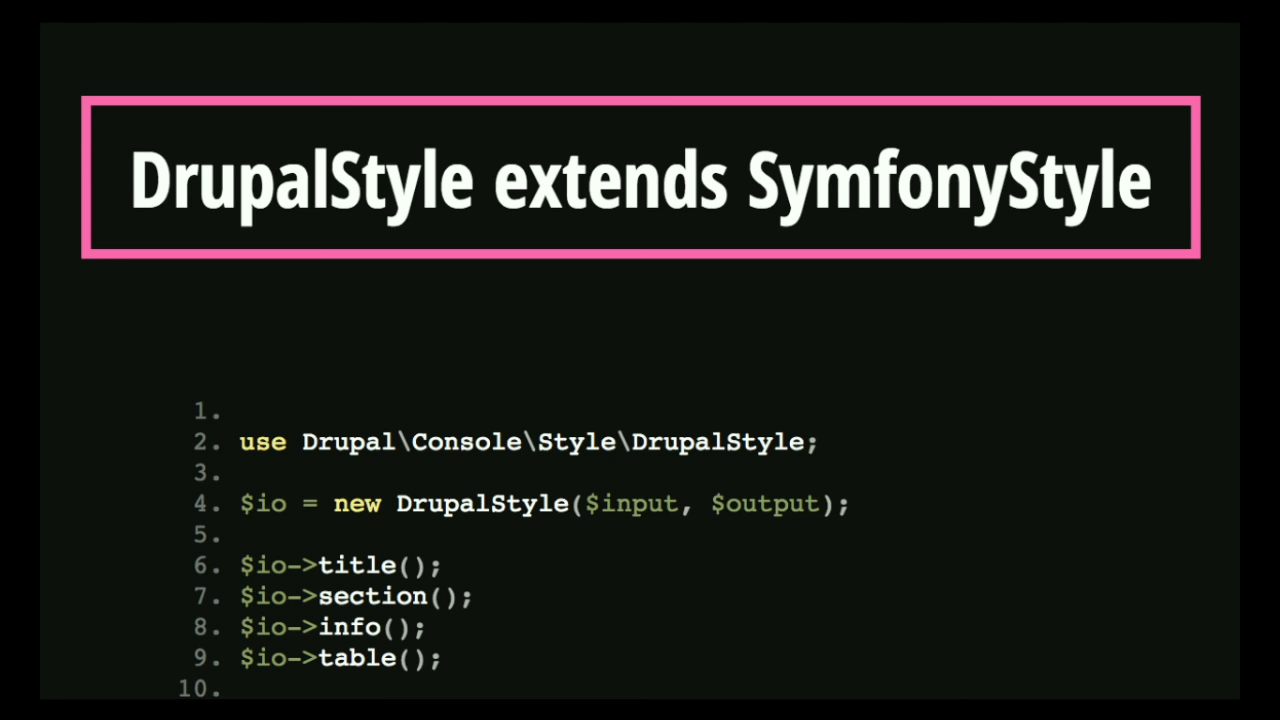 DrupalStyle extends SymfonyStyle
1.
2. use Drupal\Console\Style\DrupalStyle;
3.
4. $io = new DrupalStyle($input, $output);
5.
6. $io->title();
7. $io->section();
8. $io->info();
9. $io->table();
10.